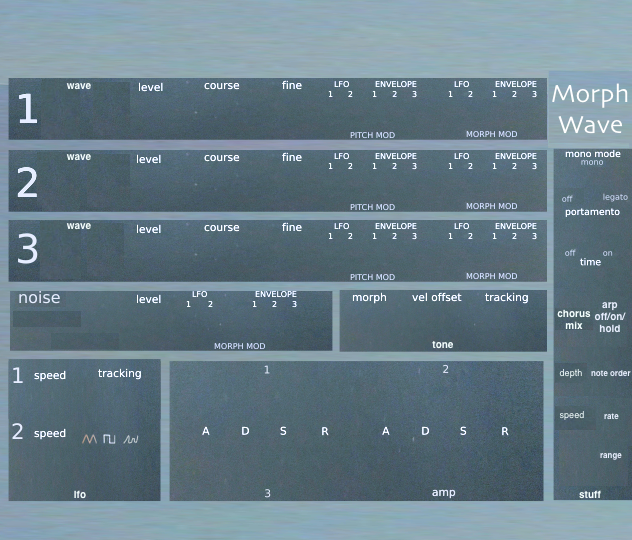 wave level course fine LFO ENVELOPE LFO ENVELOPE
1 2 1 2 3 1 2 1 2 3
1
PITCH MOD MORPH MOD
Morph
Wave
wave level course fine LFO ENVELOPE LFO ENVELOPE
1 2 1 2 3 1 2 1 2 3
2
PITCH MOD MORPH MOD
wave level course fine LFO ENVELOPE LFO ENVELOPE
1 2 1 2 3 1 2 1 2 3
3
PITCH MOD MORPH MOD
noise level LFO ENVELOPE
1 2 1 2 3
MORPH MOD
morph vel offset tracking
tone
1 speed tracking
2 speed
lfo
1 2
A D S R A D S R
3 amp
mono mode
mono
off legato
portamento
off on
time
chorus
mix
arp
off/on/
hold
depth note order
speed rate
range
stuff